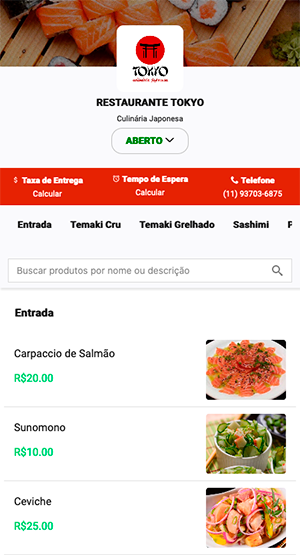 TOKYO
RESTAURANTE TOKYO
Culinária Japonesa
ABERTO
$ Taxa de Entrega
Calcular
Tempo de Espera
Calcular
Telefone
(11) 93703-6875
Entrada Temaki Cru Temaki Grelhado Sashimi
Buscar produtos por nome ou descrição
Entrada
Carpaccio de Salmão
R$20.00
Sunomono
R$10.00
Ceviche
R$25.00